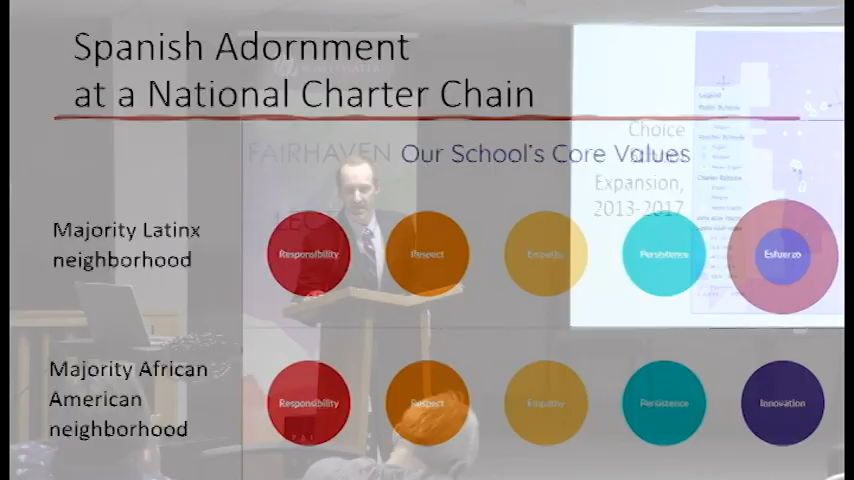 Spanish Adornment
at a National Charter Chain
FAIRHAVEN
Our School's Core Values
Choice
Expansion,
2013-2017
Legend
Majority Latinx
neighborhood
Responsibility
Respect
Empathy
Persistence
Esfuerzo
Majority African
American
neighborhood
Responsibility
Respect
Empathy
Persistence
Innovation